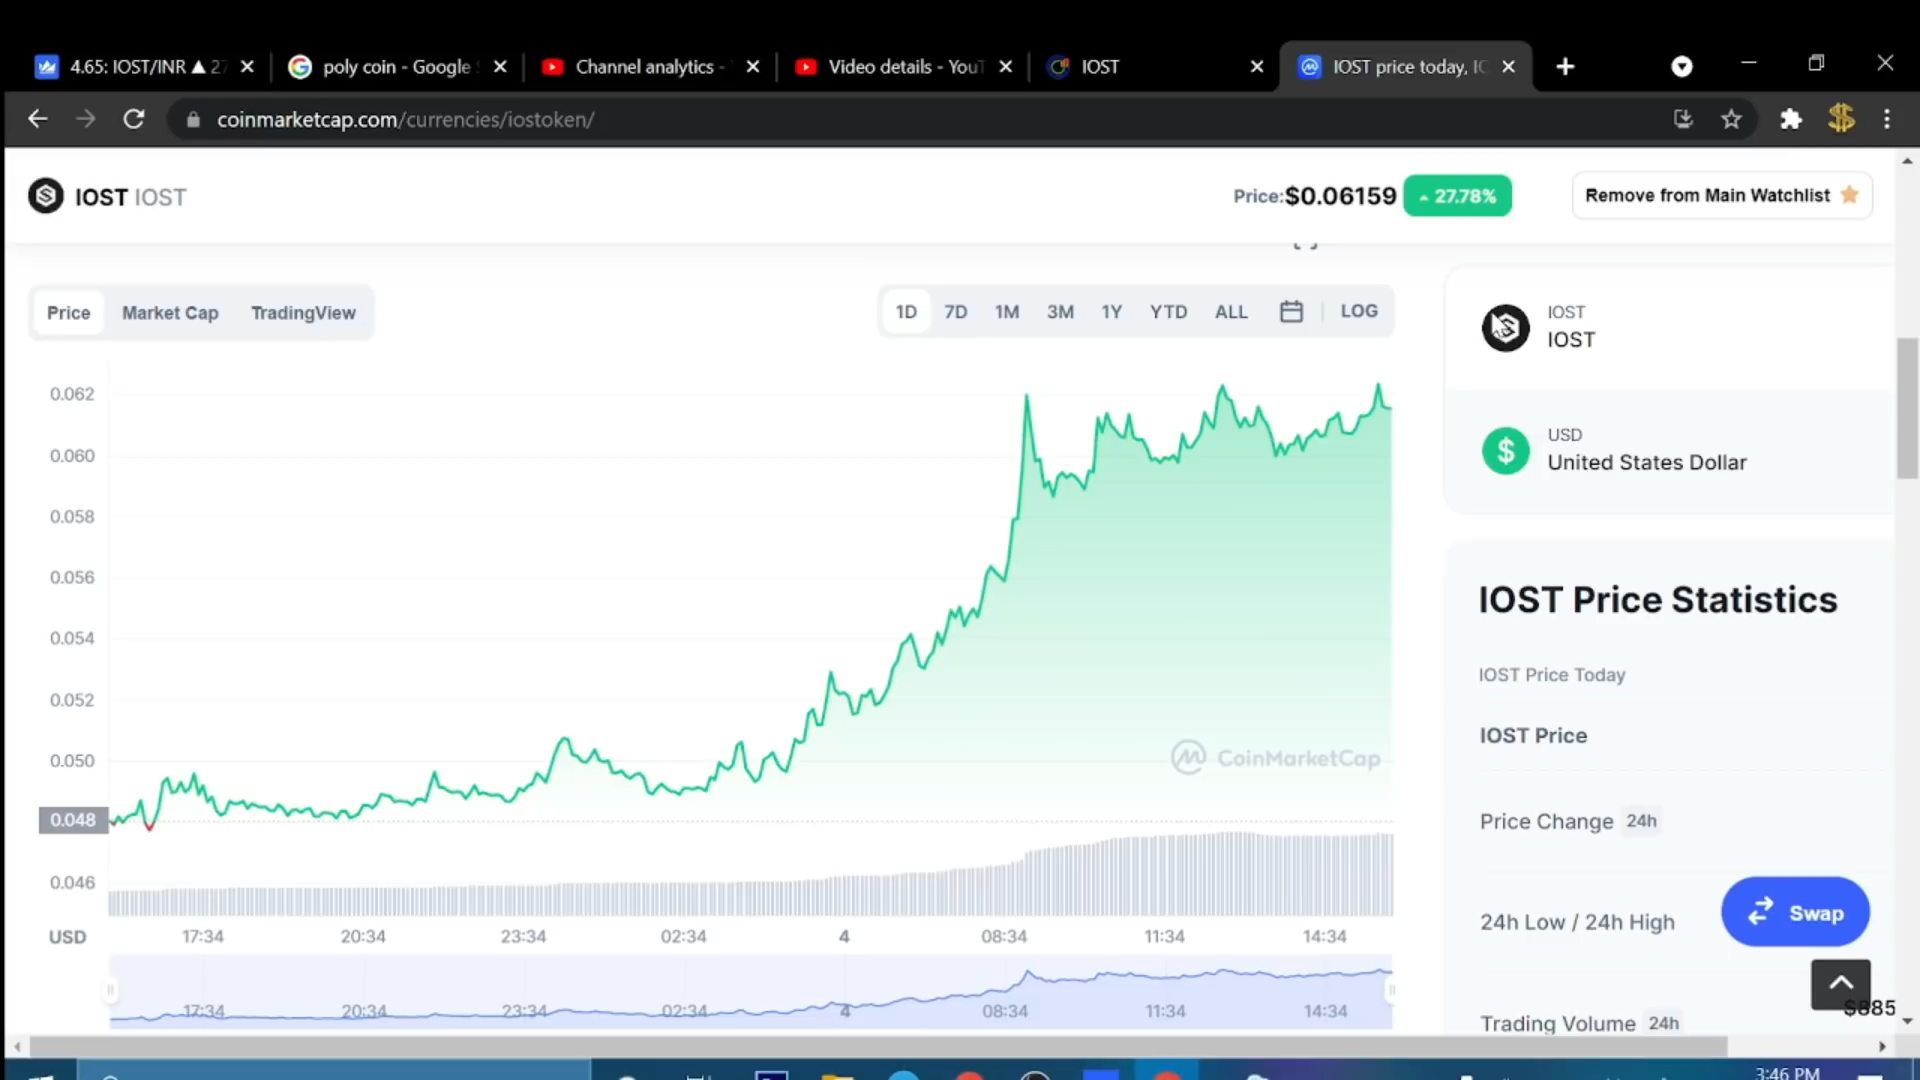 4.65: IOST/INR ▲ 27
poly coin - Google
Channel analytics -
Video details - YouT
IOST
IOST price today, IO
coinmarketcap.com/currencies/iostoken/
IOST IOST
Price:$0.06159
27.78%
Remove from Main Watchlist
Price Market Cap TradingView
1D 7D 1M 3M 1Y YTD ALL LOG
IOST
IOST
USD
United States Dollar
0.062
0.060
0.058
0.056
0.054
0.052
0.050
0.048
0.046
CoinMarketCap
USD 17:34 20:34 23:34 02:34 4 08:34 11:34 14:34
17:34 20:34 23:34 02:34 4 08:34 11:34 14:34
IOST Price Statistics
IOST Price Today
IOST Price
Price Change 24h
24h Low / 24h High
Swap
$885
Trading Volume 24h
3:46 PM